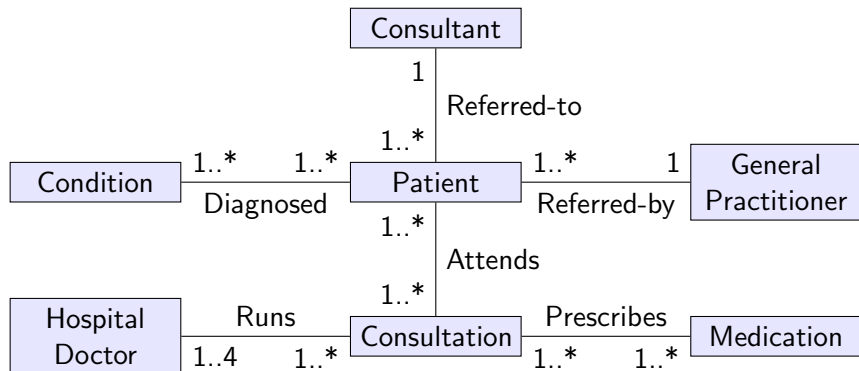 Consultant
1
Referred-to
1..*
Condition
1..*
1..*
Diagnosed
Patient
1..*
1
Referred-by
General
Practitioner
1..*
Attends
1..*
Hospital
Doctor
Runs
1..4
1..*
Consultation
Prescribes
1..*
1..*
Medication